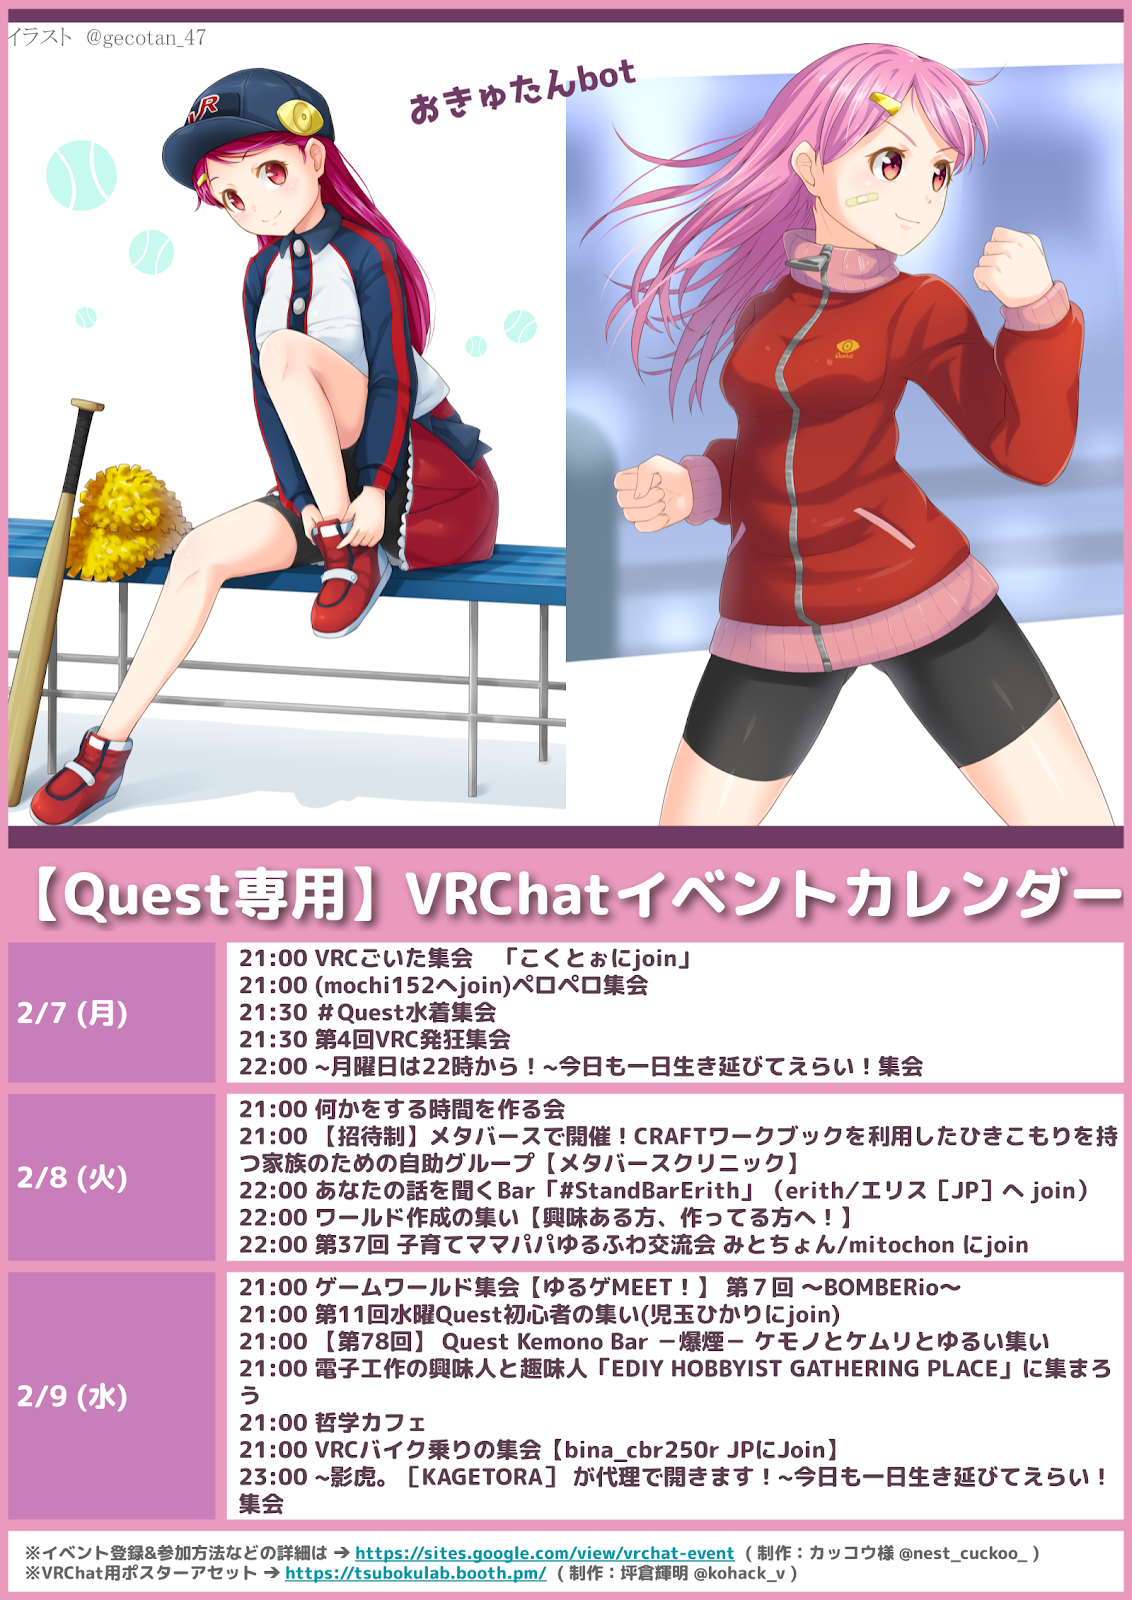 イラスト @gecotan_47
おきゅたんbot
VR
Quest
【Quest専用】VRChatイベントカレンダー
2/7 (月)
21:00 VRCごいた集会　「こくとぉにjoin」
21:00 (mochi152へjoin)ペロペロ集会
21:30 #Quest水着集会
21:30 第4回VRC発狂集会
22:00 ~月曜日は22時から！~今日も一日生き延びてえらい！集会
2/8 (火)
21:00 何かをする時間を作る会
21:00 【招待制】メタバースで開催！CRAFTワークブックを利用したひきこもりを持
つ家族のための自助グループ【メタバースクリニック】
22:00 あなたの話を聞くBar「#StandBarErith」（erith/エリス［JP］へ join）
22:00 ワールド作成の集い【興味ある方、作ってる方へ！】
22:00 第37回 子育てママパパゆるふわ交流会 みとちょん/mitochon にjoin
2/9 (水)
21:00 ゲームワールド集会【ゆるゲMEET！】 第７回 〜BOMBERio〜
21:00 第11回水曜Quest初心者の集い(児玉ひかりにjoin)
21:00 【第78回】 Quest Kemono Bar －爆煙－ ケモノとケムリとゆるい集い
21:00 電子工作の興味人と趣味人「EDIY HOBBYIST GATHERING PLACE」に集まろ
う
21:00 哲学カフェ
21:00 VRCバイク乗りの集会【bina_cbr250r JPにJoin】
23:00 ~影虎。［KAGETORA］ が代理で開きます！~今日も一日生き延びてえらい！
集会
※イベント登録&参加方法などの詳細は → https://sites.google.com/view/vrchat-event （ 制作：カッコウ様 @nest_cuckoo_ ）
※VRChat用ポスターアセット → https://tsubokulab.booth.pm/ （ 制作：坪倉輝明 @kohack_v ）